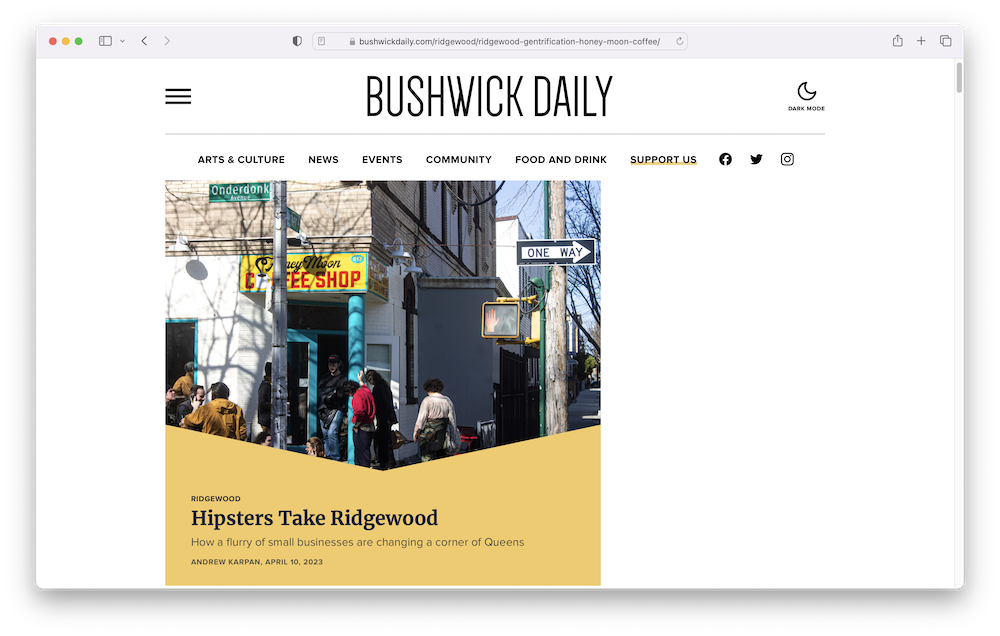 bushwickdaily.com/ridgewood/ridgewood-gentrification-honey-moon-coffee/
BUSHWICK DAILY
DARK MODE
ARTS & CULTURE
NEWS
EVENTS
COMMUNITY
FOOD AND DRINK
SUPPORT US
Onderdonk
Avenue
Moon
COFFEE SHOP
ONE WAY
RIDGEWOOD
Hipsters Take Ridgewood
How a flurry of small businesses are changing a corner of Queens
ANDREW KARPAN, APRIL 10, 2023